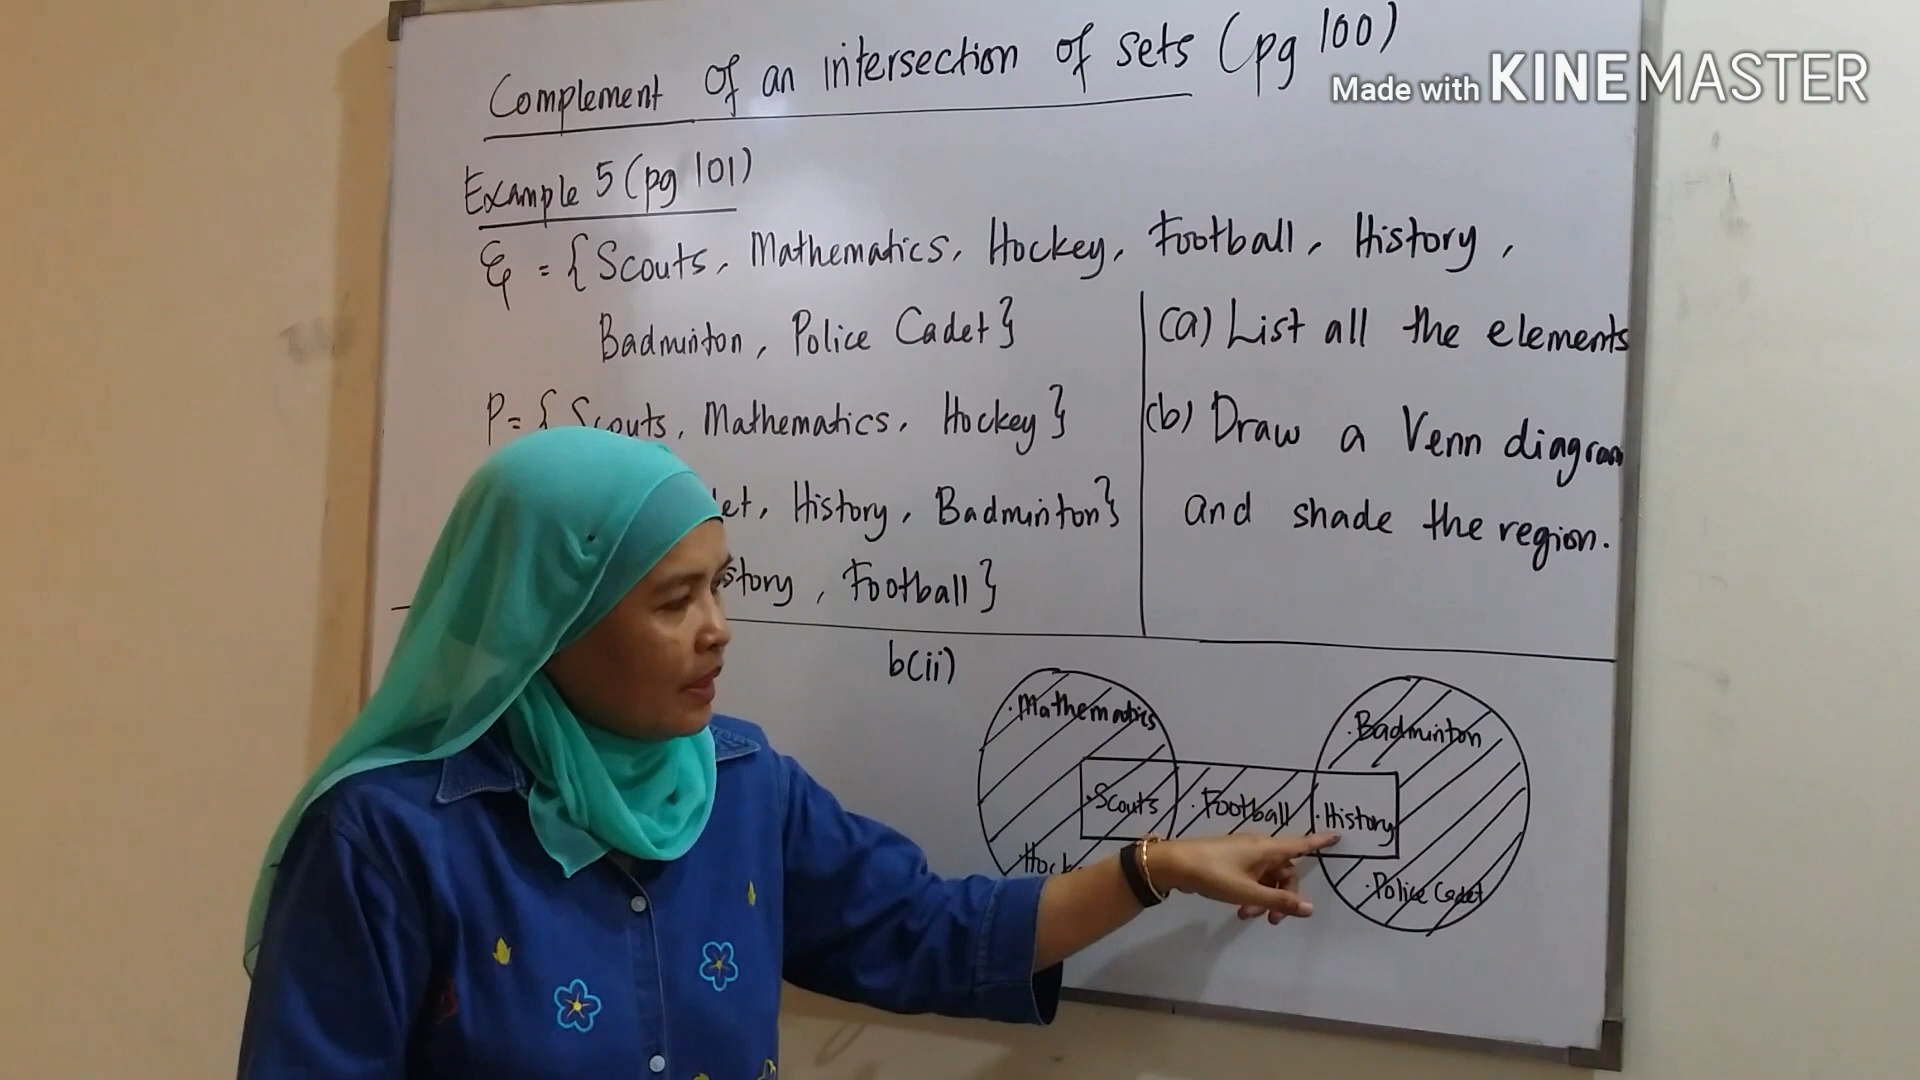 Complement of an intersection of sets (pg 100)
Made with KINEMASTER
Example 5 (pg 101)
ξ = {Scouts, Mathematics, Hockey, Football, History,
Badminton, Police Cadet}
P = {Scouts, Mathematics, Hockey}
History, Badminton}
Football}
(a) List all the elements
(b) Draw a Venn diagram
and shade the region.
b(ii)
Mathematics
Badminton
Scouts
Football
History
Police Cadet